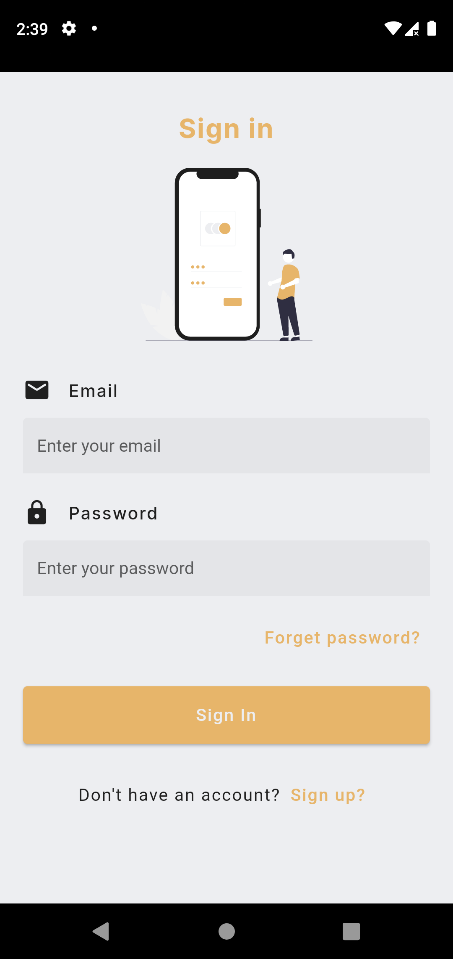 2:39
Sign in
Email
Enter your email
Password
Enter your password
Forget password?
Sign In
Don't have an account? Sign up?